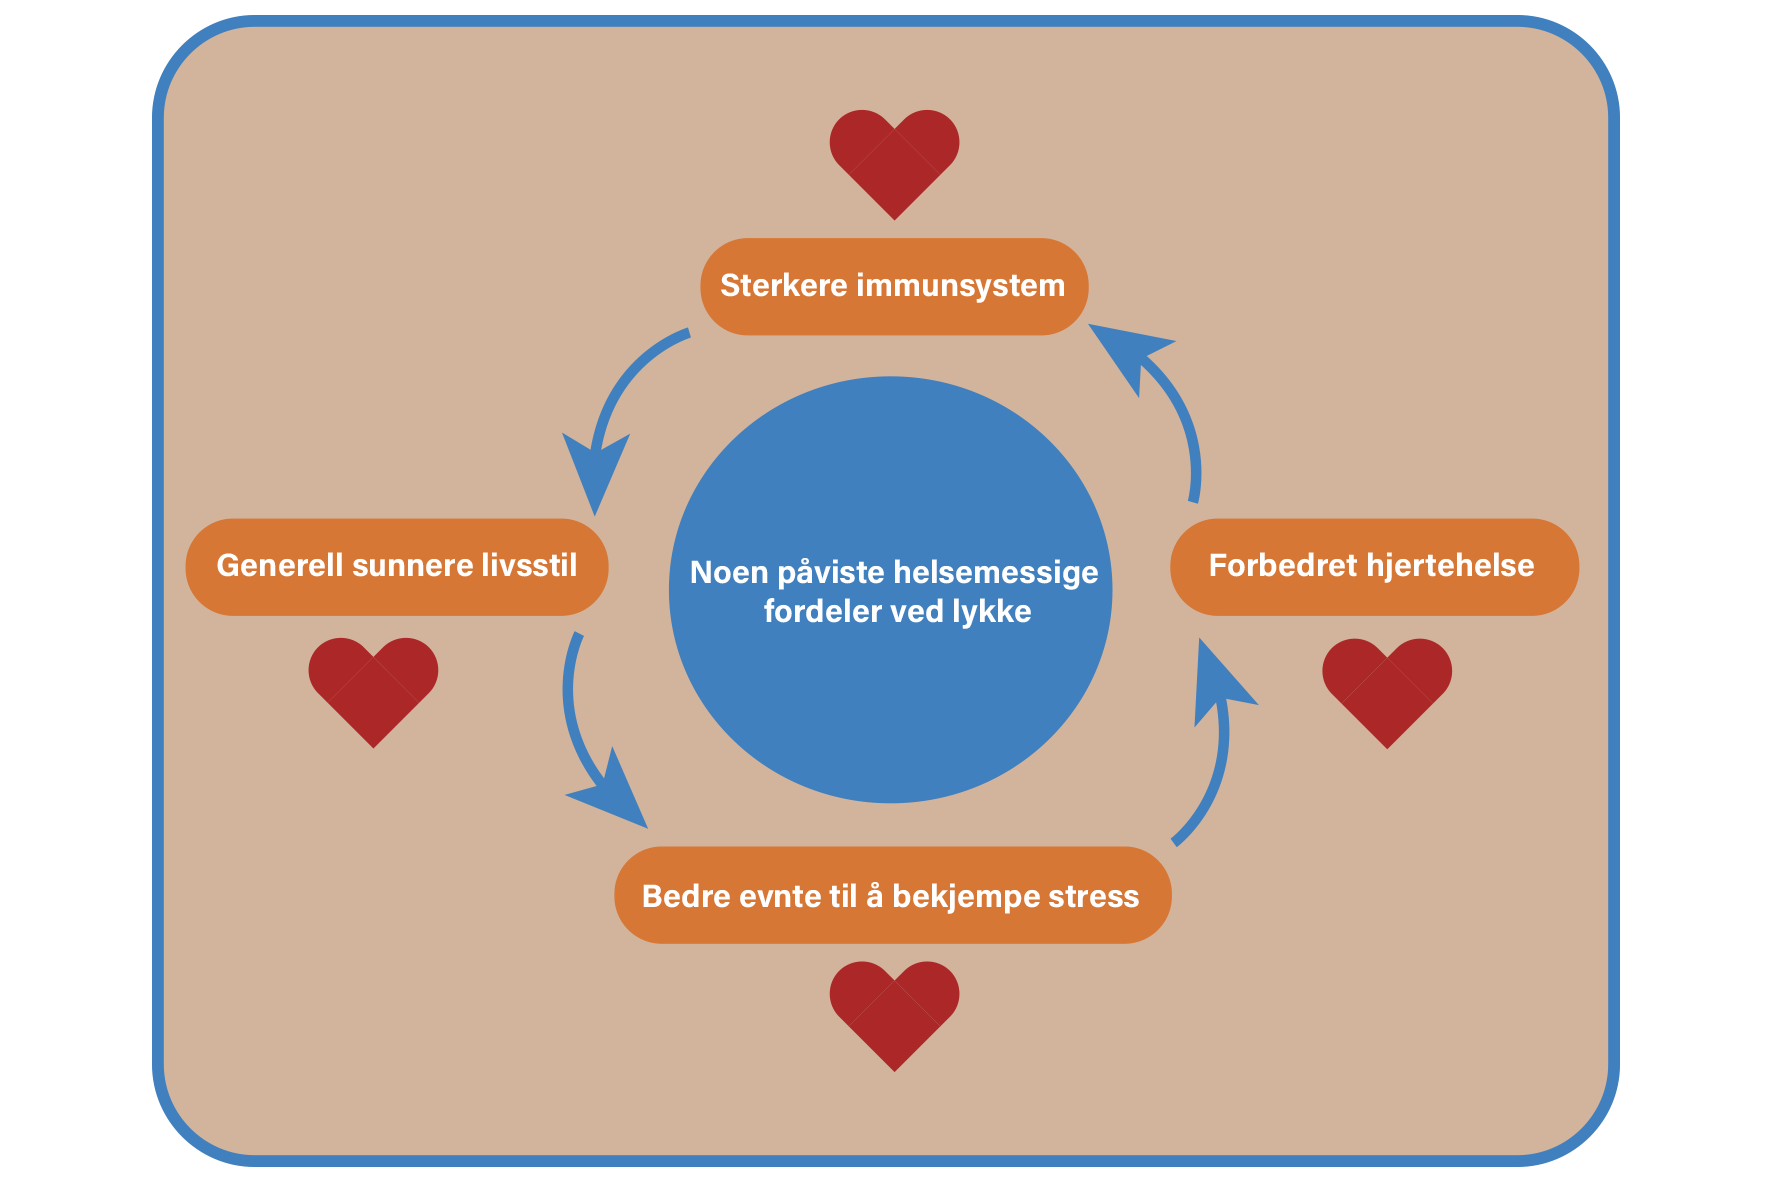 Sterkere immunsystem
Generell sunnere livsstil
Noen påviste helsemessige
fordeler ved lykke
Forbedret hjertehelse
Bedre evnte til å bekjempe stress